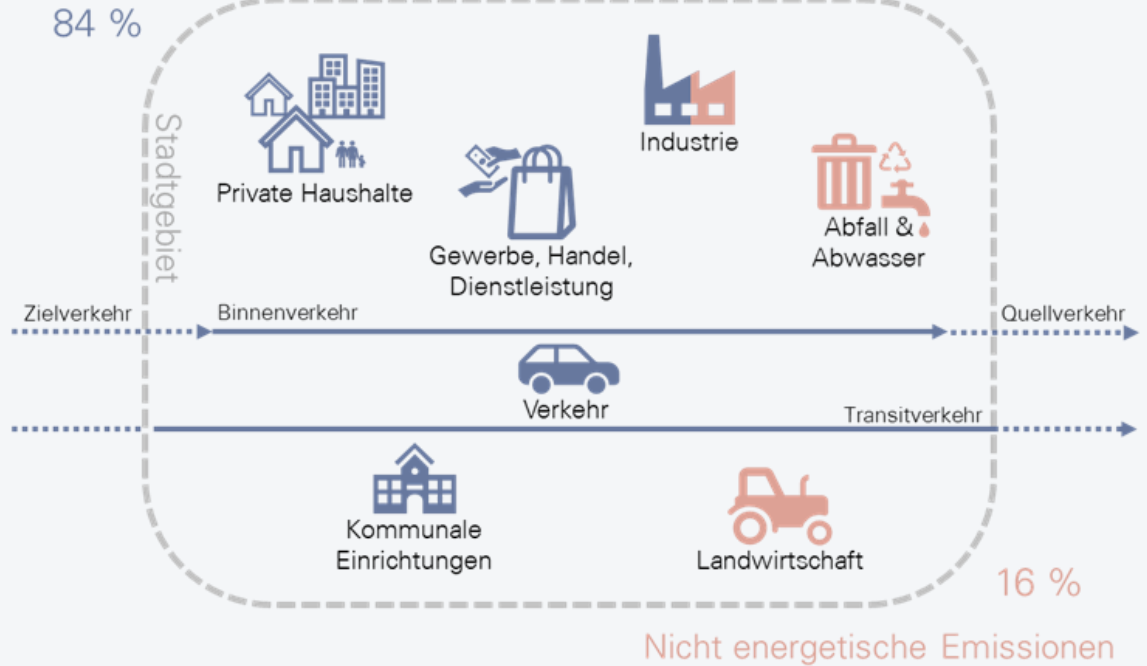 84 %
Stadtgebiet
Industrie
Private Haushalte
Abfall &
Abwasser
Gewerbe, Handel,
Dienstleistung
Zielverkehr
Binnenverkehr
Quellverkehr
Verkehr
Transitverkehr
Kommunale
Einrichtungen
Landwirtschaft
16 %
Nicht energetische Emissionen